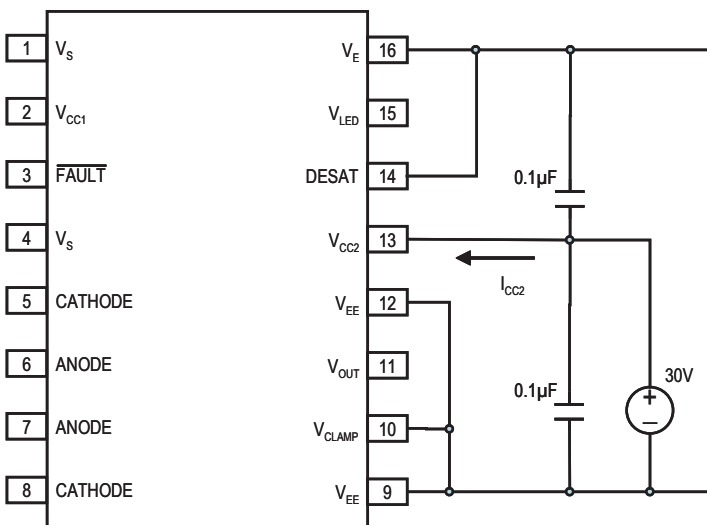 1 V_S
V_E 16
2 V_CC1
V_LED 15
3 FAULT
DESAT 14
0.1µF
4 V_S
V_CC2 13
I_CC2
5 CATHODE
V_EE 12
6 ANODE
V_OUT 11
30V
0.1µF
+
—
7 ANODE
V_CLAMP 10
8 CATHODE
V_EE 9